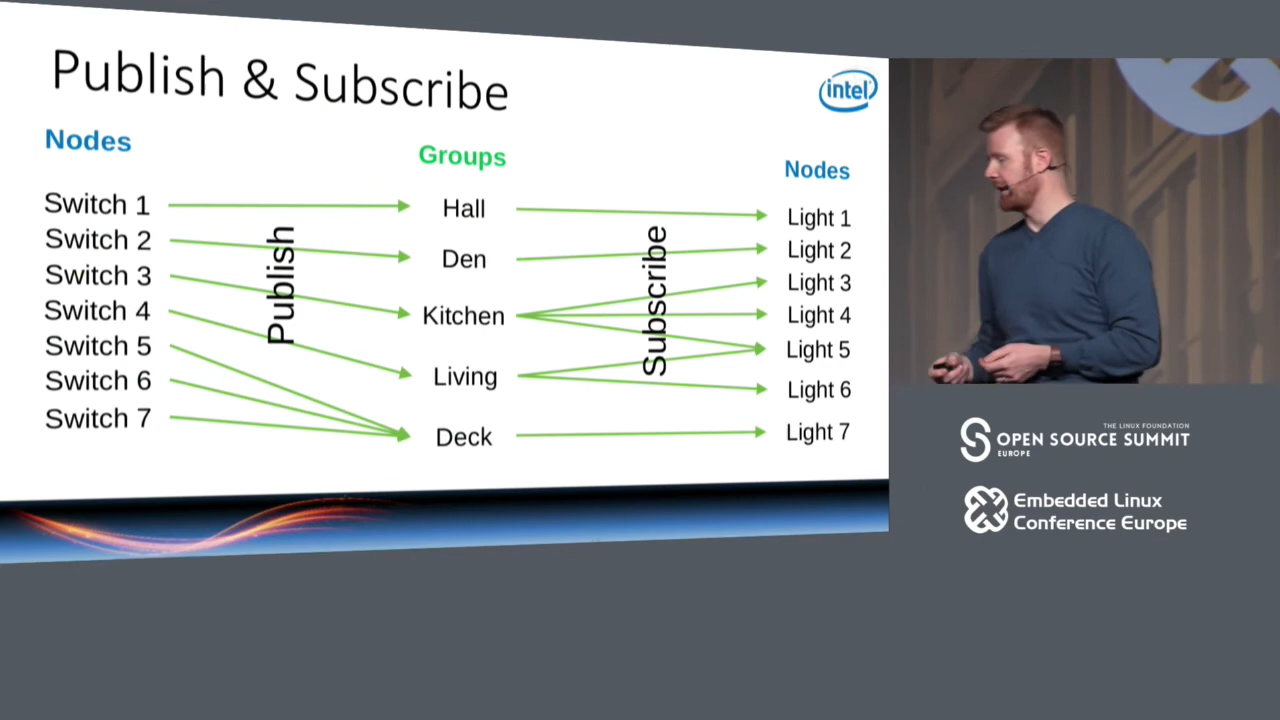 Publish & Subscribe
intel
Nodes
Groups
Nodes
Switch 1
Switch 2
Switch 3
Switch 4
Switch 5
Switch 6
Switch 7
Publish
Hall
Den
Kitchen
Living
Deck
Subscribe
Light 1
Light 2
Light 3
Light 4
Light 5
Light 6
Light 7
THE LINUX FOUNDATION
OPEN SOURCE SUMMIT
EUROPE
Embedded Linux
Conference Europe